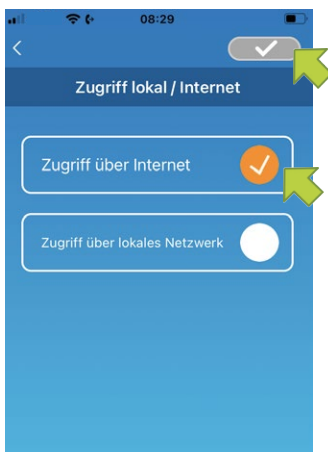 08:29
Zugriff lokal / Internet
Zugriff über Internet
Zugriff über lokales Netzwerk